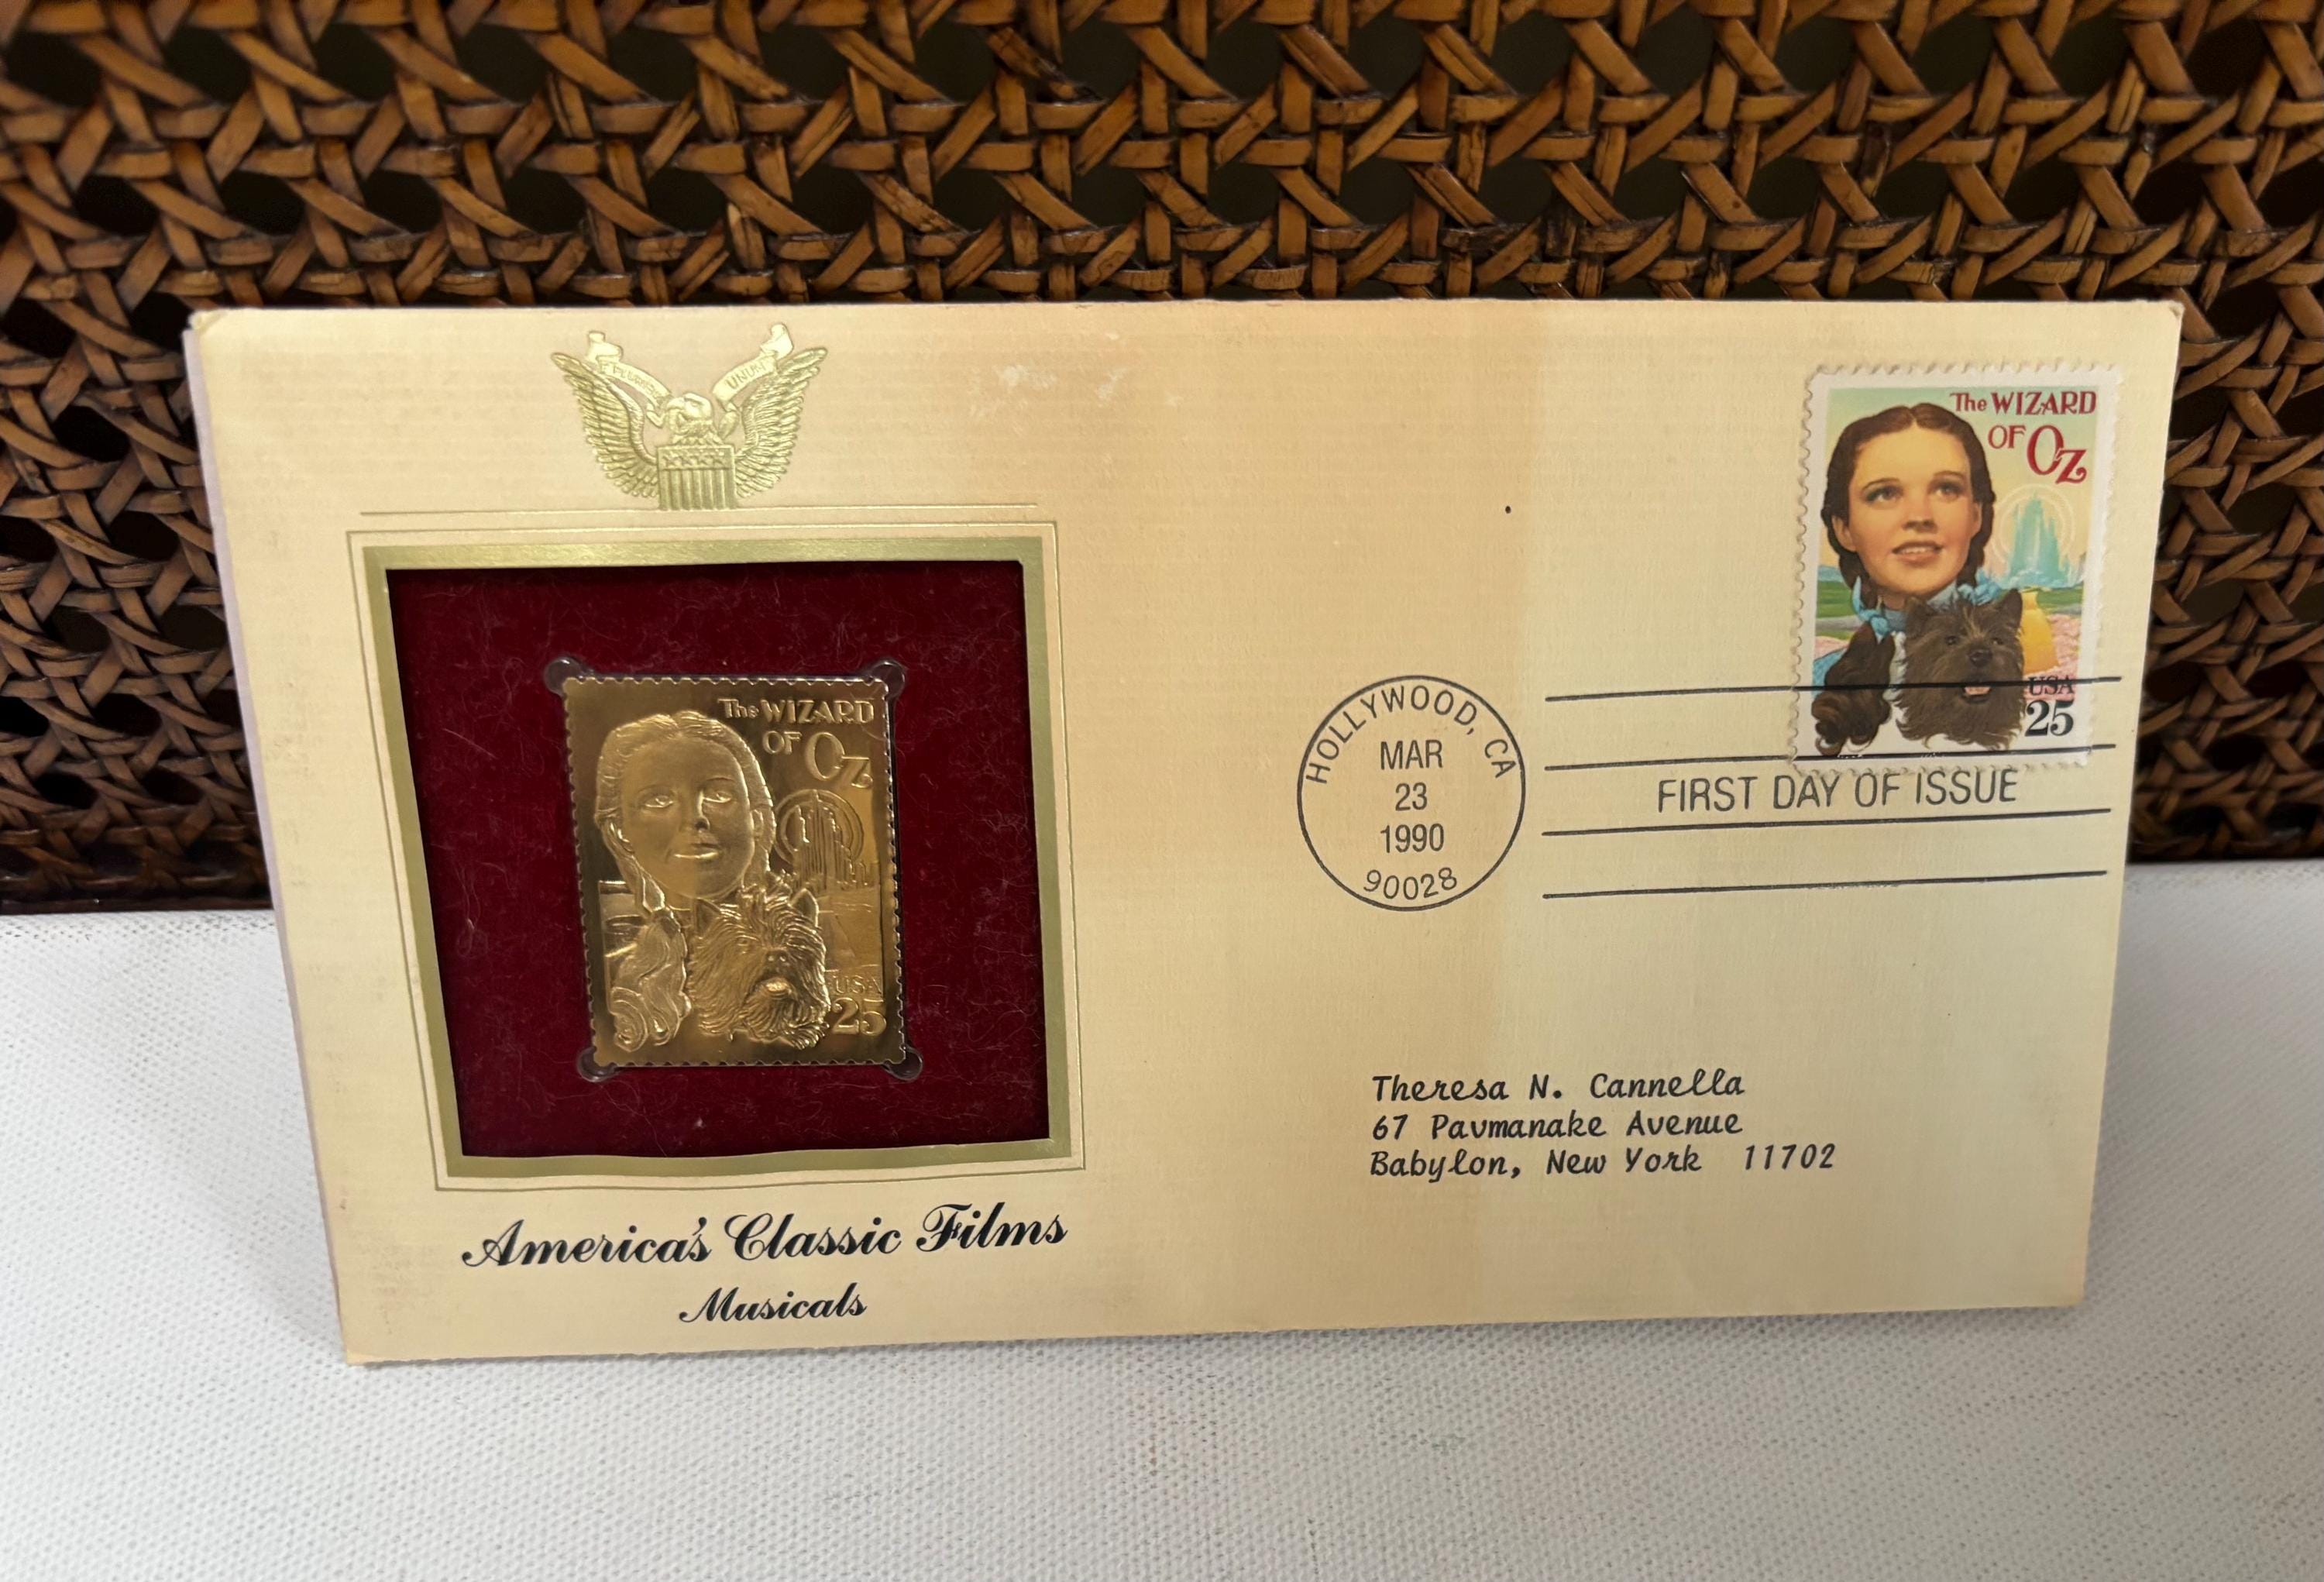 E PLURIBUS UNUM
The WIZARD
OF OZ
USA
25
America's Classic Films
Musicals
The WIZARD
OF OZ
USA
25
HOLLYWOOD, CA
MAR
23
1990
90028
FIRST DAY OF ISSUE
Theresa N. Cannella
67 Paumanake Avenue
Babylon, New York 11702